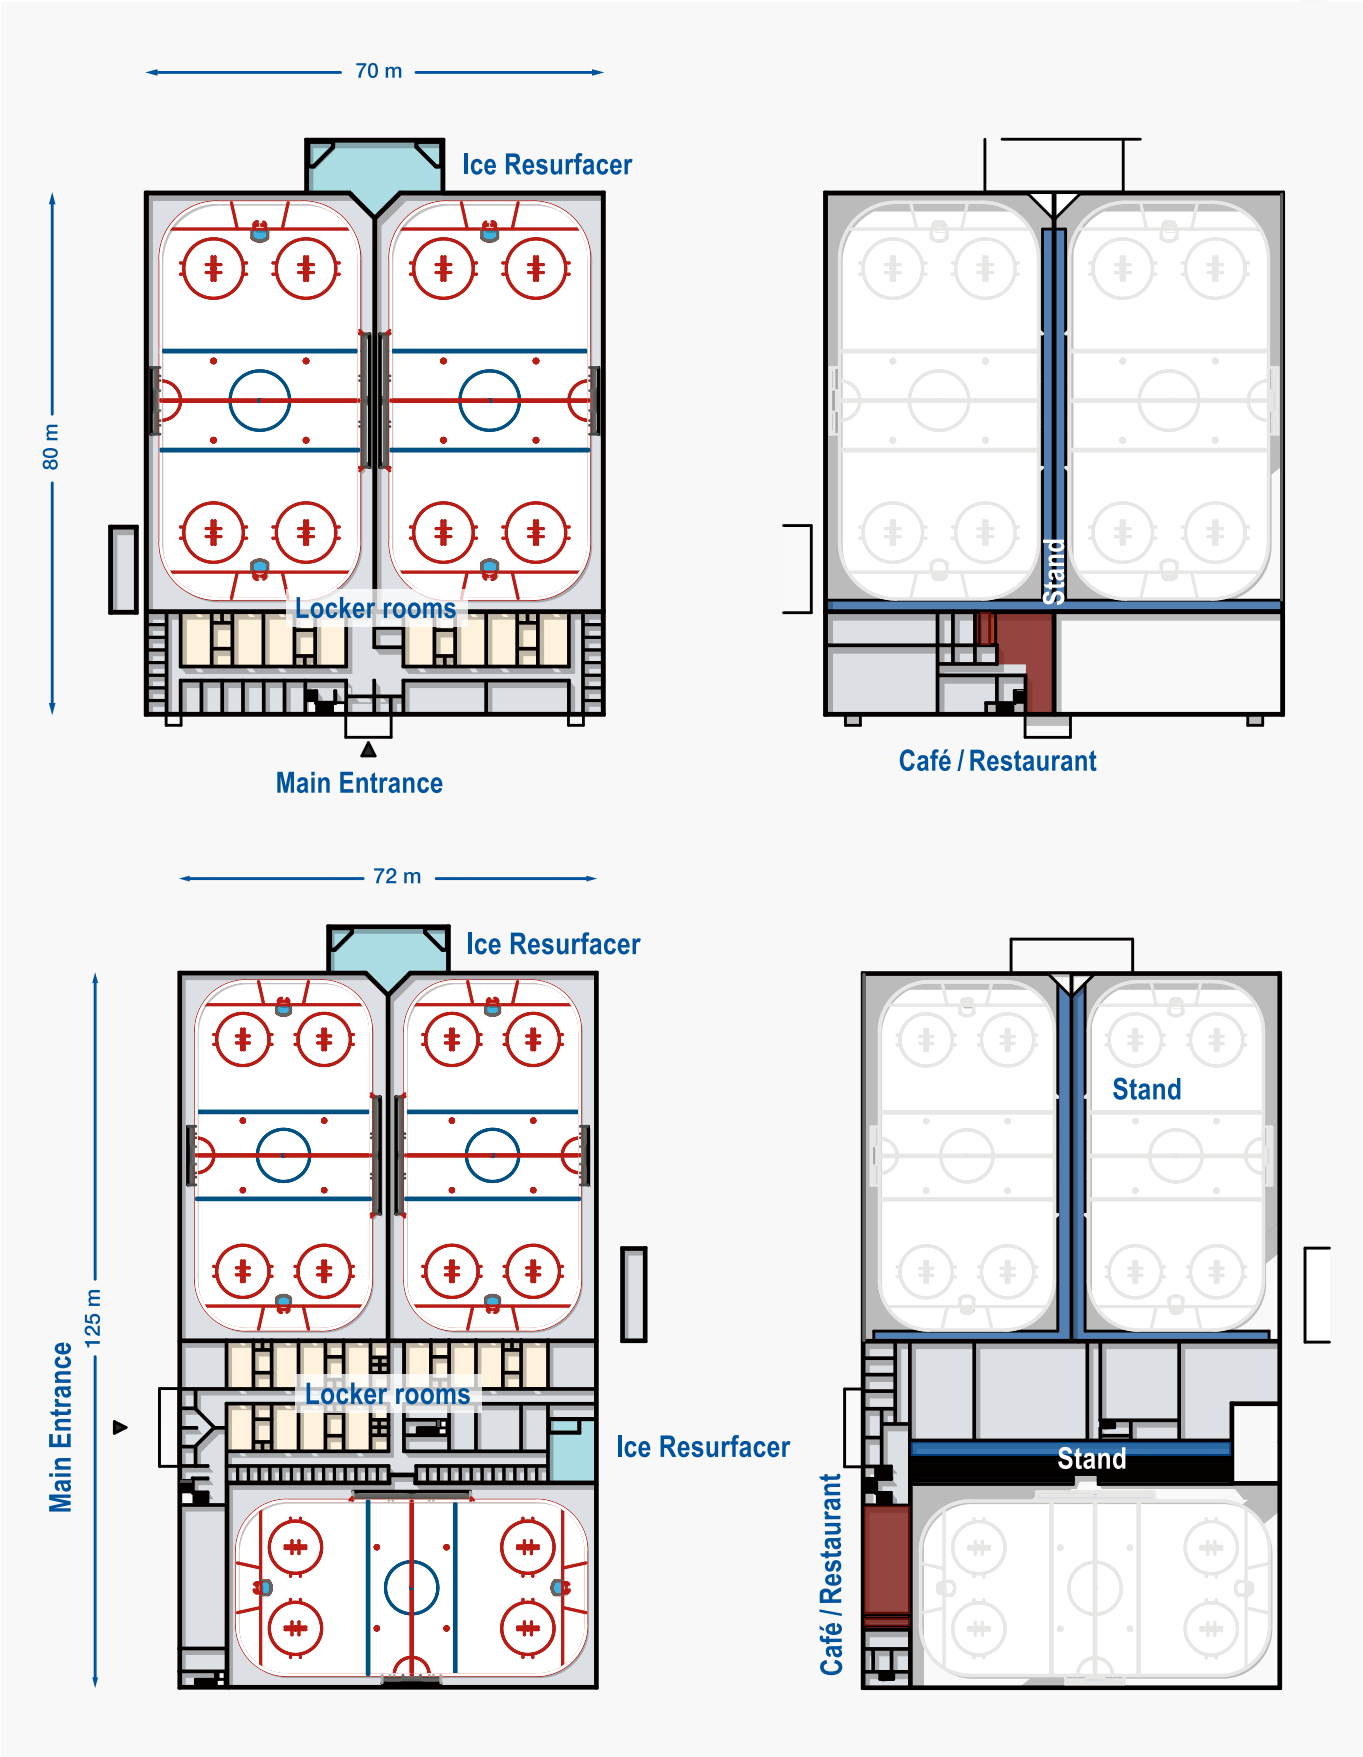 70 m
Ice Resurfacer
80 m
Stand
Locker rooms
Main Entrance
Café / Restaurant
72 m
Ice Resurfacer
Stand
125 m
Main Entrance
Locker rooms
Ice Resurfacer
Stand
Café / Restaurant